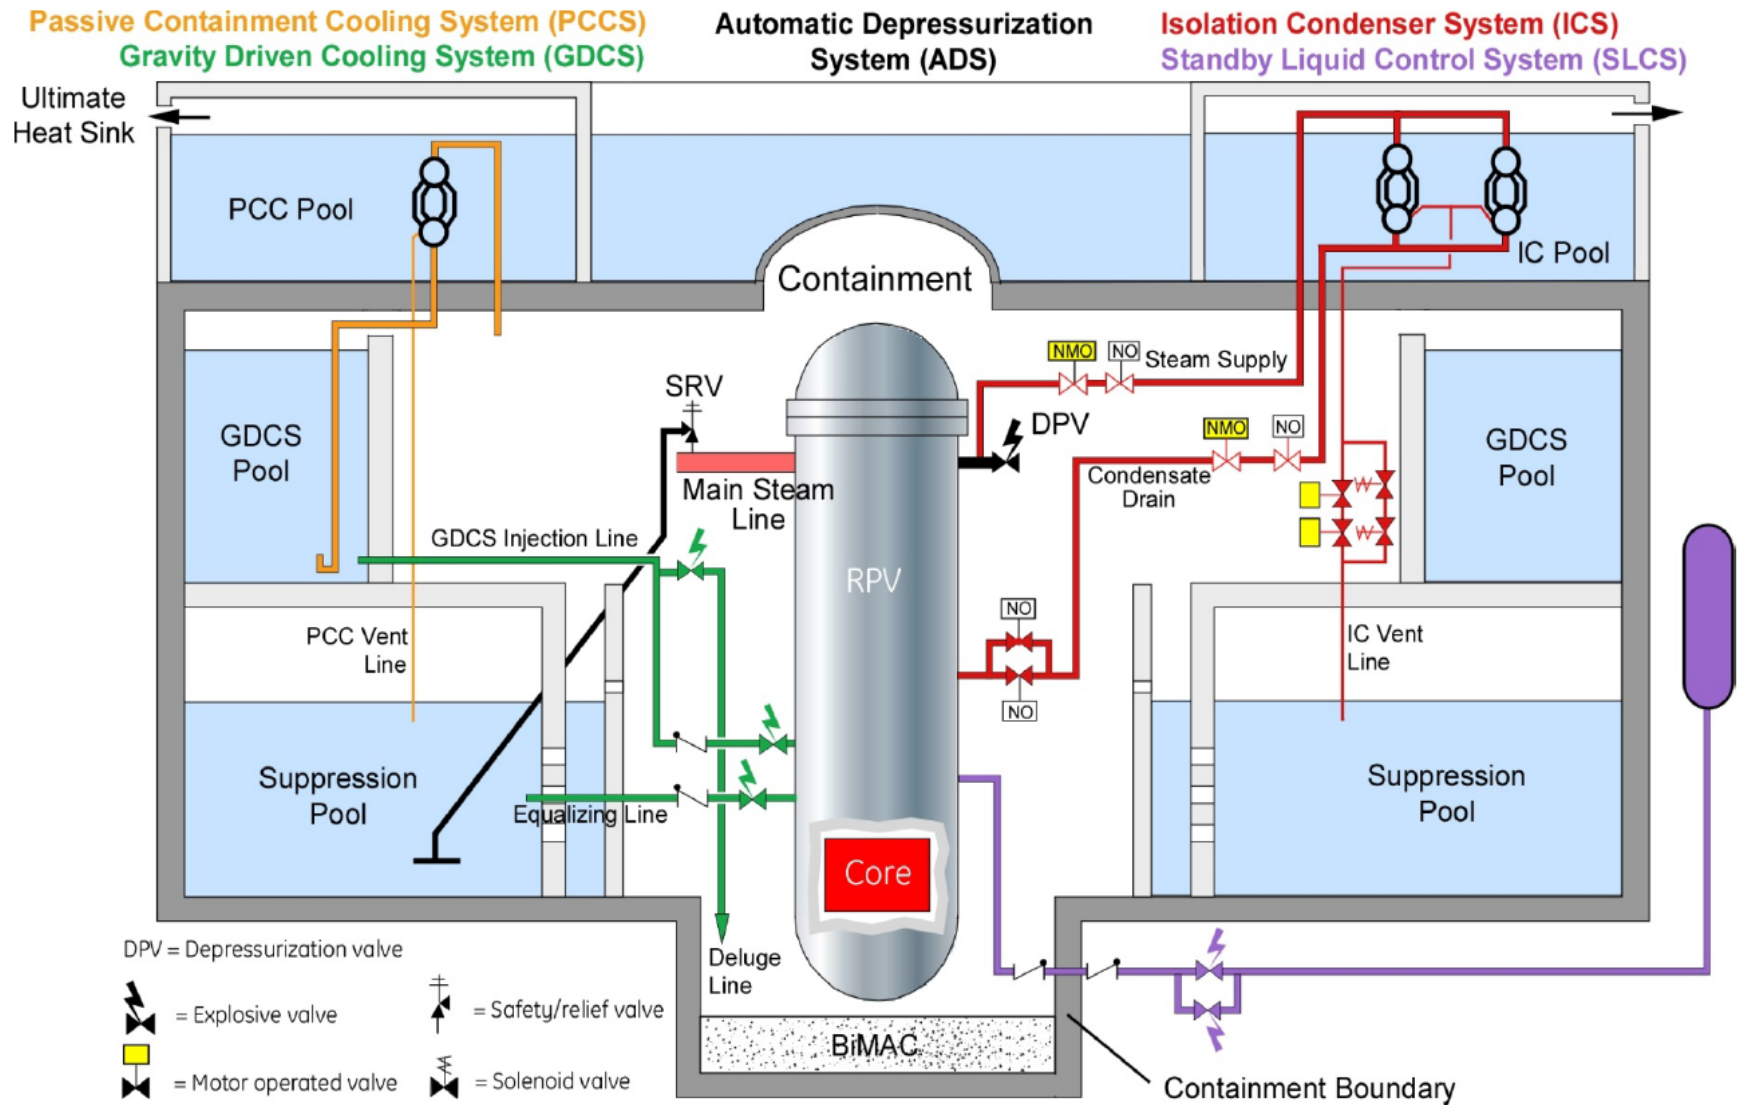 Passive Containment Cooling System (PCCS)
Gravity Driven Cooling System (GDCS)
Automatic Depressurization
System (ADS)
Isolation Condenser System (ICS)
Standby Liquid Control System (SLCS)
Ultimate
Heat Sink
PCC Pool
IC Pool
Containment
NMO
NO
Steam Supply
SRV
DPV
GDCS
Pool
NMO
NO
GDCS
Pool
Main Steam
Line
Condensate
Drain
GDCS Injection Line
RPV
NO
PCC Vent
Line
IC Vent
Line
NO
Suppression
Pool
Suppression
Pool
Equalizing Line
Core
DPV = Depressurization valve
Deluge
Line
= Explosive valve
= Safety/relief valve
BiMAC
= Motor operated valve
= Solenoid valve
Containment Boundary